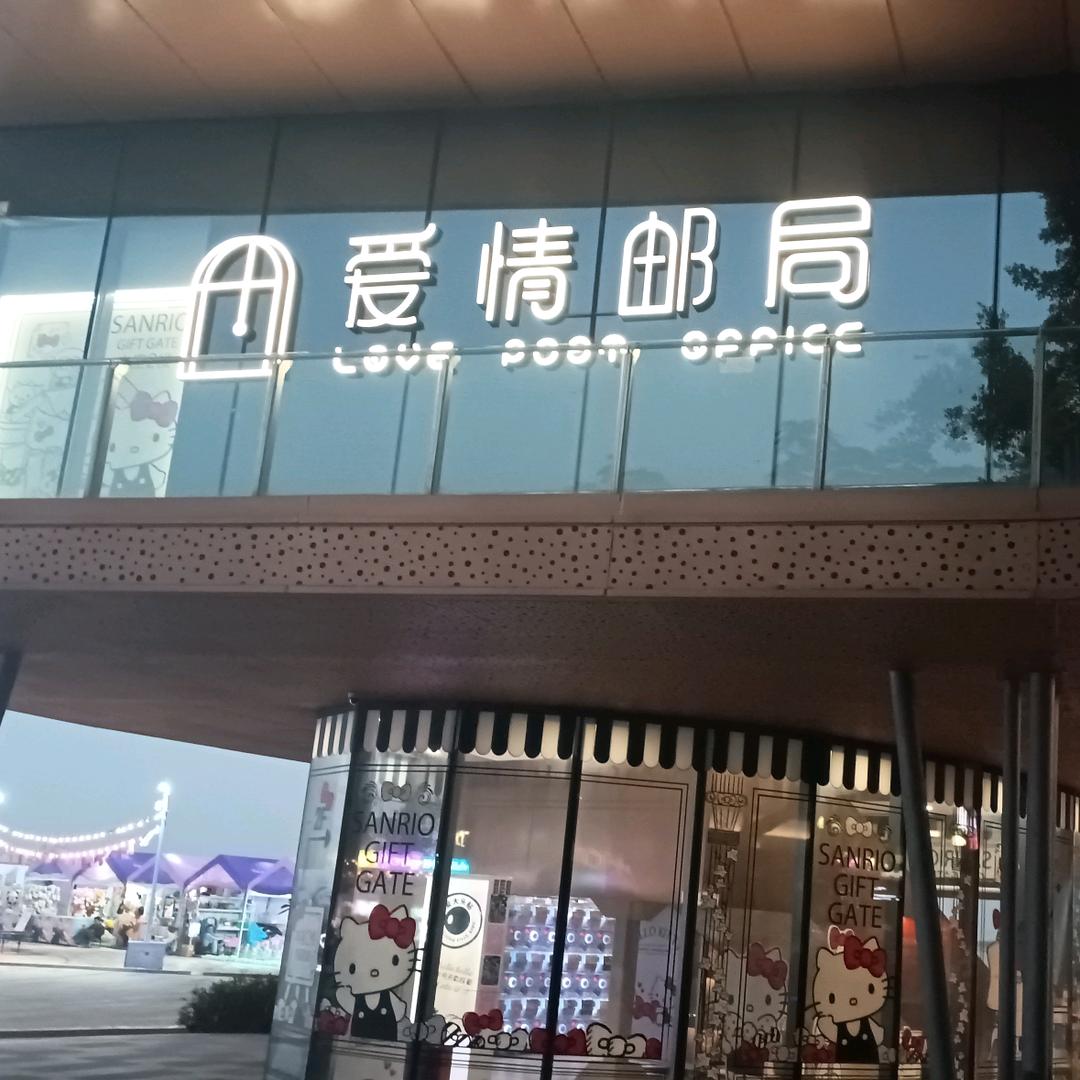 爱情邮局
LOVE POST OFFICE
SANRIO
GIFT GATE
SANRIO
GIFT
GATE
SANRIO
GIFT
GATE